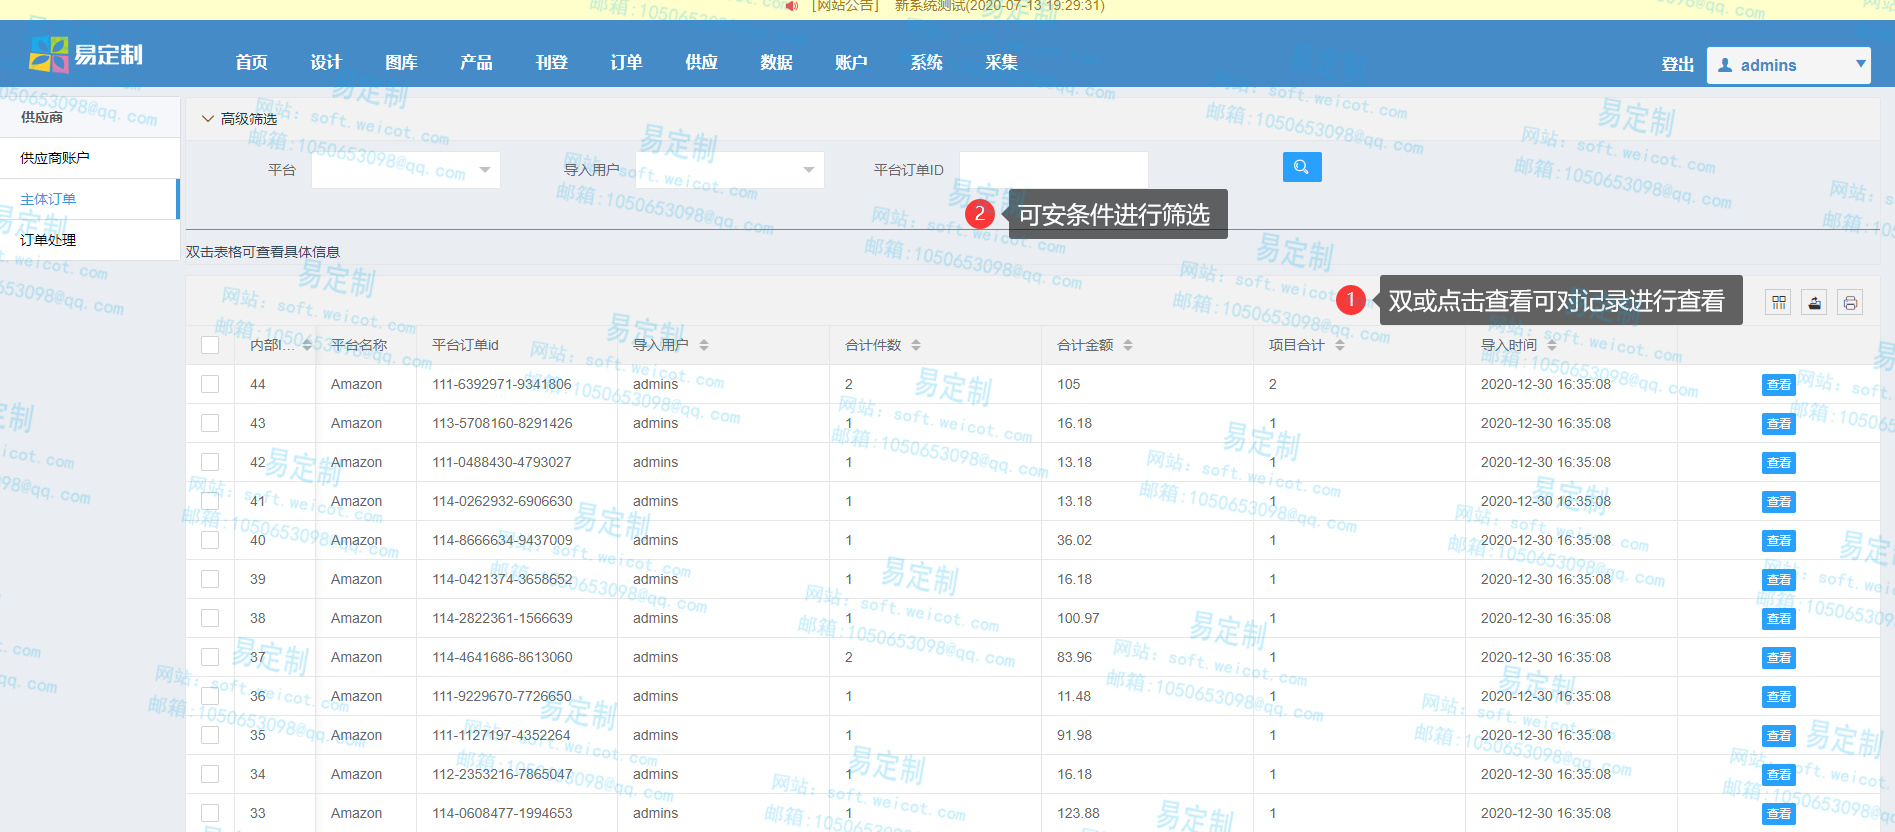 [网站公告] 新系统测试(2020-07-13 19:29:31)
易定制
首页 设计 图库 产品 刊登 订单 供应 数据 账户 系统 采集
登出 admins
供应商
供应商账户
主体订单
订单处理
高级筛选
平台 导入用户 平台订单ID
2 可安条件进行筛选
双击表格可查看具体信息
1 双或点击查看可对记录进行查看
内部I... 平台名称 平台订单id 导入用户 合计件数 合计金额 项目合计 导入时间
44 Amazon 111-6392971-9341806 admins 2 105 2 2020-12-30 16:35:08 查看
43 Amazon 113-5708160-8291426 admins 1 16.18 1 2020-12-30 16:35:08 查看
42 Amazon 111-0488430-4793027 admins 1 13.18 1 2020-12-30 16:35:08 查看
41 Amazon 114-0262932-6906630 admins 1 13.18 1 2020-12-30 16:35:08 查看
40 Amazon 114-8666634-9437009 admins 1 36.02 1 2020-12-30 16:35:08 查看
39 Amazon 114-0421374-3658652 admins 1 16.18 1 2020-12-30 16:35:08 查看
38 Amazon 114-2822361-1566639 admins 1 100.97 1 2020-12-30 16:35:08 查看
37 Amazon 114-4641686-8613060 admins 2 83.96 1 2020-12-30 16:35:08 查看
36 Amazon 111-9229670-7726650 admins 1 11.48 1 2020-12-30 16:35:08 查看
35 Amazon 111-1127197-4352264 admins 1 91.98 1 2020-12-30 16:35:08 查看
34 Amazon 112-2353216-7865047 admins 1 16.18 1 2020-12-30 16:35:08 查看
33 Amazon 114-0608477-1994653 admins 1 123.88 1 2020-12-30 16:35:08 查看
易定制
网站: soft.weicot.com
邮箱:1050653098@qq.com